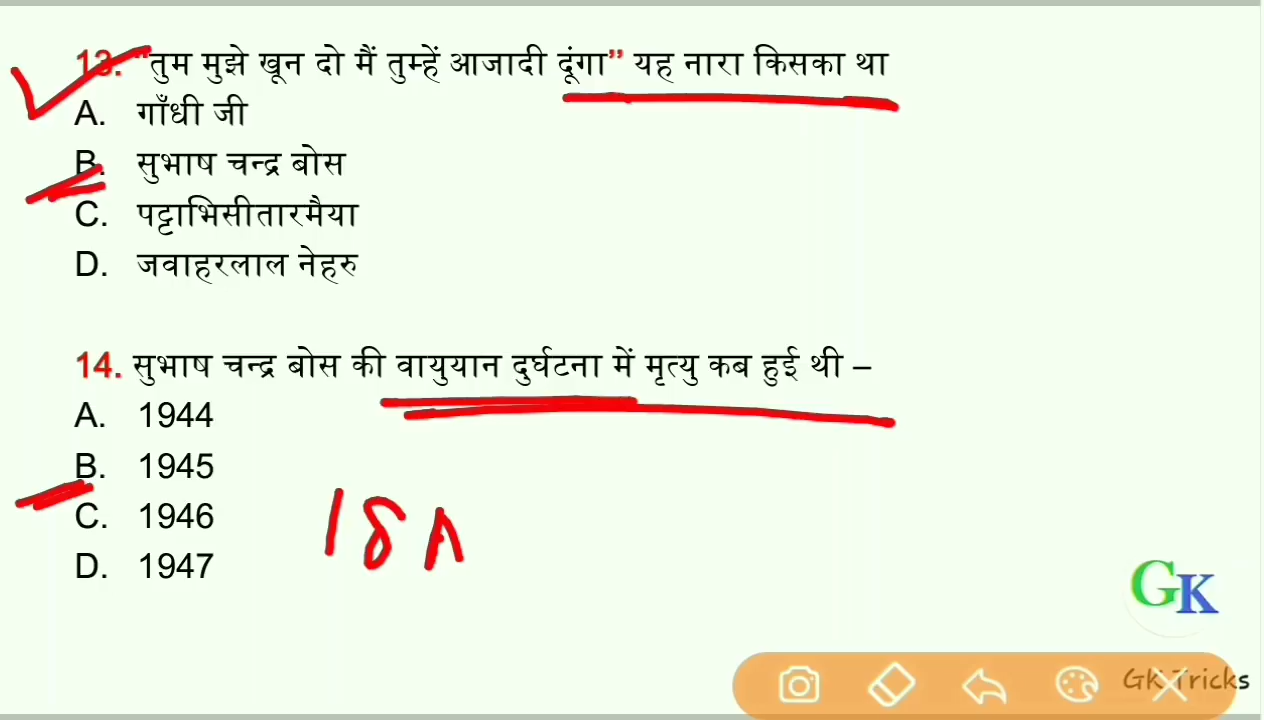 13. "तुम मुझे खून दो मैं तुम्हें आजादी दूंगा" यह नारा किसका था
A. गाँधी जी
B. सुभाष चन्द्र बोस
C. पट्टाभिसीतारमैया
D. जवाहरलाल नेहरु
14. सुभाष चन्द्र बोस की वायुयान दुर्घटना में मृत्यु कब हुई थी –
A. 1944
B. 1945
C. 1946
D. 1947
18 A
GK
GK Tricks